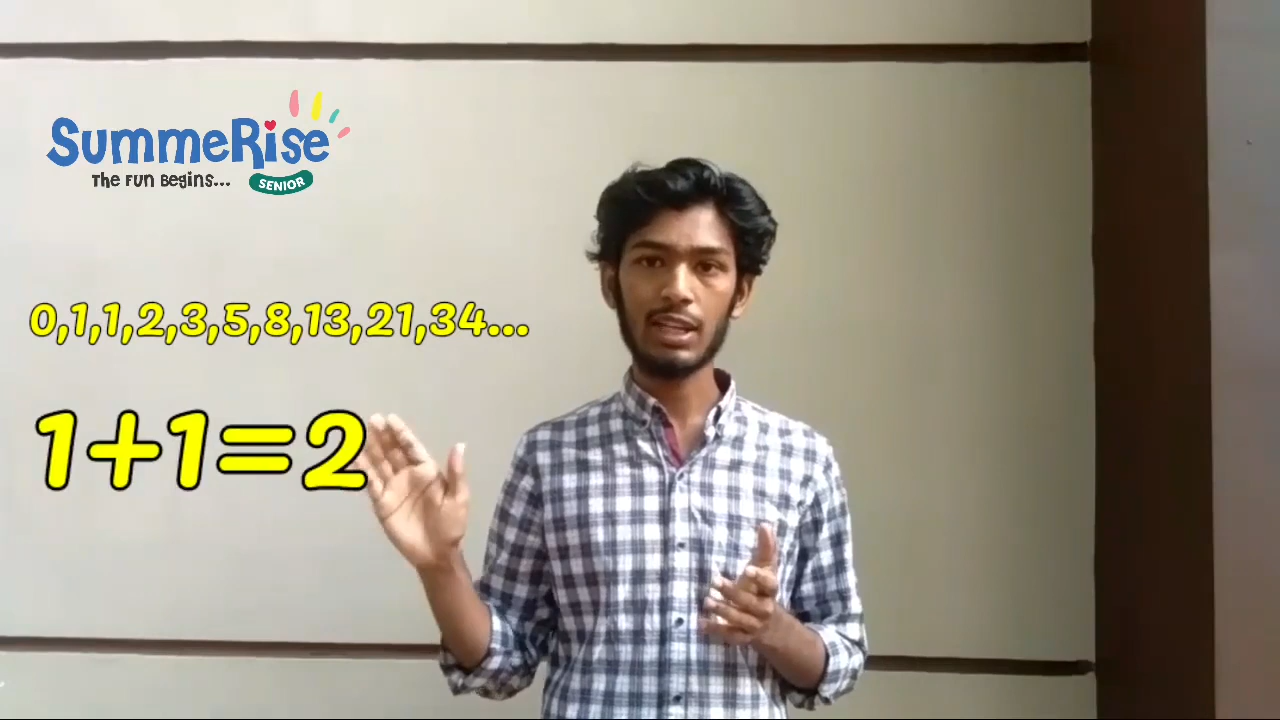 SummeRise
The Fun Begins...
SENIOR
0,1,1,2,3,5,8,13,21,34...
1+1=2